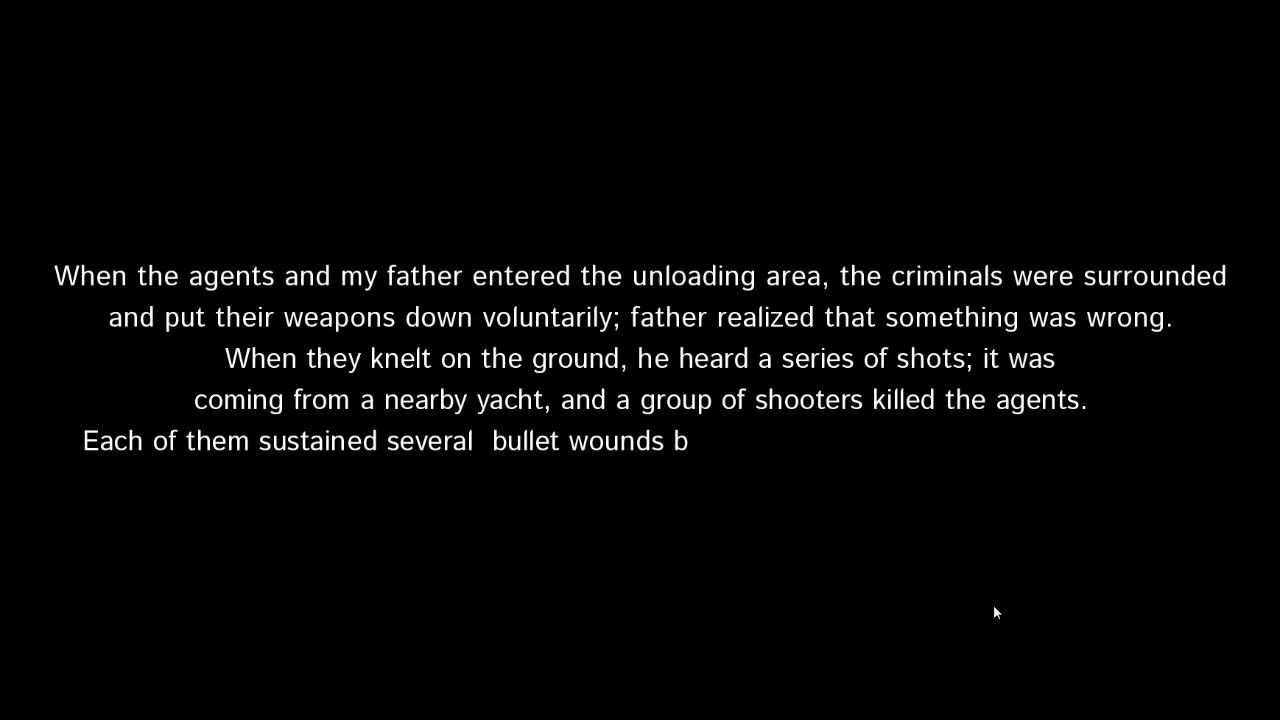 When the agents and my father entered the unloading area, the criminals were surrounded
and put their weapons down voluntarily; father realized that something was wrong.
When they knelt on the ground, he heard a series of shots; it was
coming from a nearby yacht, and a group of shooters killed the agents.
Each of them sustained several  bullet wounds b